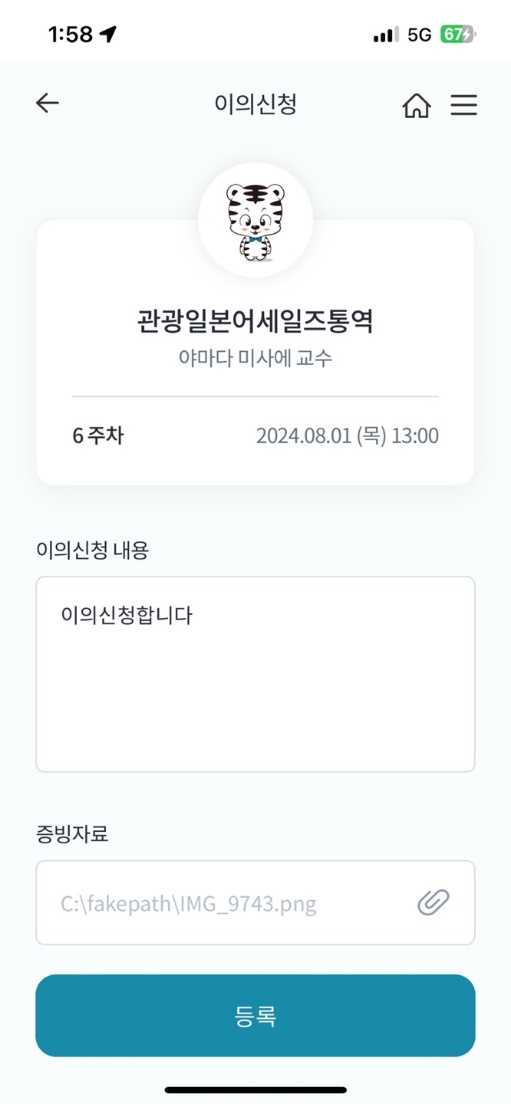 1:58 5G 67
이의신청
관광일본어세일즈통역
야마다 미사에 교수
6 주차 2024.08.01 (목) 13:00
이의신청 내용
이의신청합니다
증빙자료
C:\fakepath\IMG_9743.png
등록